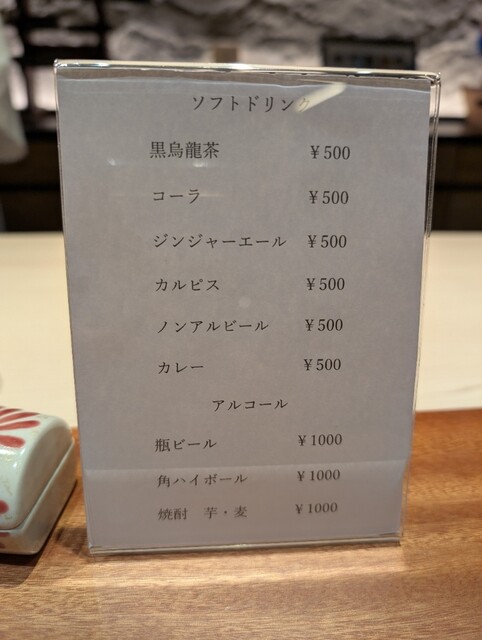 ソフトドリンク
黒烏龍茶 ¥500
コーラ ¥500
ジンジャーエール ¥500
カルピス ¥500
ノンアルビール ¥500
カレー ¥500
アルコール
瓶ビール ¥1000
角ハイボール ¥1000
焼酎 芋・麦 ¥1000